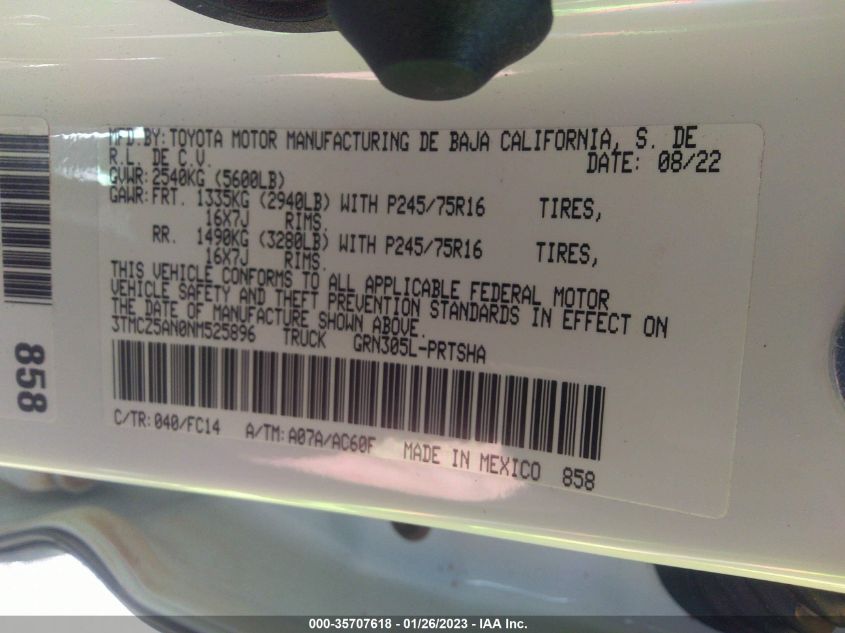 MFD.BY:TOYOTA MOTOR MANUFACTURING DE BAJA CALIFORNIA, S. DE
R.L. DE C.V. DATE: 08/22
GVWR:2540KG (5600LB)
GAWR:FRT. 1335KG (2940LB) WITH P245/75R16 TIRES,
16X7J RIMS.
RR. 1490KG (3280LB) WITH P245/75R16 TIRES,
16X7J RIMS.
THIS VEHICLE CONFORMS TO ALL APPLICABLE FEDERAL MOTOR
VEHICLE SAFETY AND THEFT PREVENTION STANDARDS IN EFFECT ON
THE DATE OF MANUFACTURE SHOWN ABOVE.
3TMCZ5AN0NM525896 TRUCK GRN305L-PRTSHA
C/TR:040/FC14 A/TM:A07A/AC60F MADE IN MEXICO 858
858
000-35707618 - 01/26/2023 - IAA Inc.